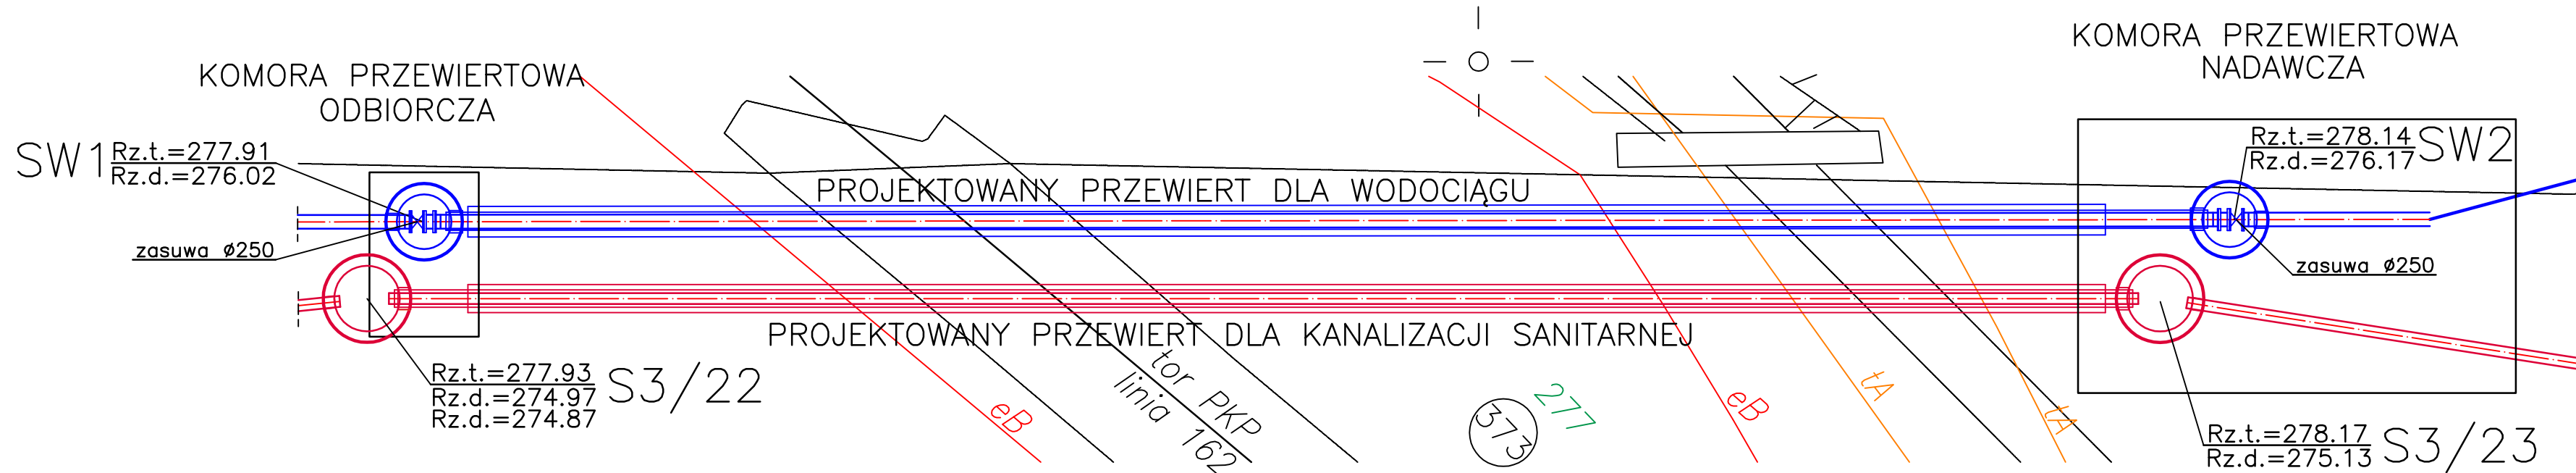 KOMORA PRZEWIERTOWA
ODBIORCZA
KOMORA PRZEWIERTOWA
NADAWCZA
SW1
Rz.t.=277.91
Rz.d.=276.02
zasuwa ø250
PROJEKTOWANY PRZEWIERT DLA WODOCIĄGU
Rz.t.=278.14
Rz.d.=276.17
SW2
zasuwa ø250
PROJEKTOWANY PRZEWIERT DLA KANALIZACJI SANITARNEJ
Rz.t.=277.93
Rz.d.=274.97
Rz.d.=274.87
S3/22
eB
tor PKP
linia 162
373
277
eB
tA
tA
Rz.t.=278.17
Rz.d.=275.13
S3/23